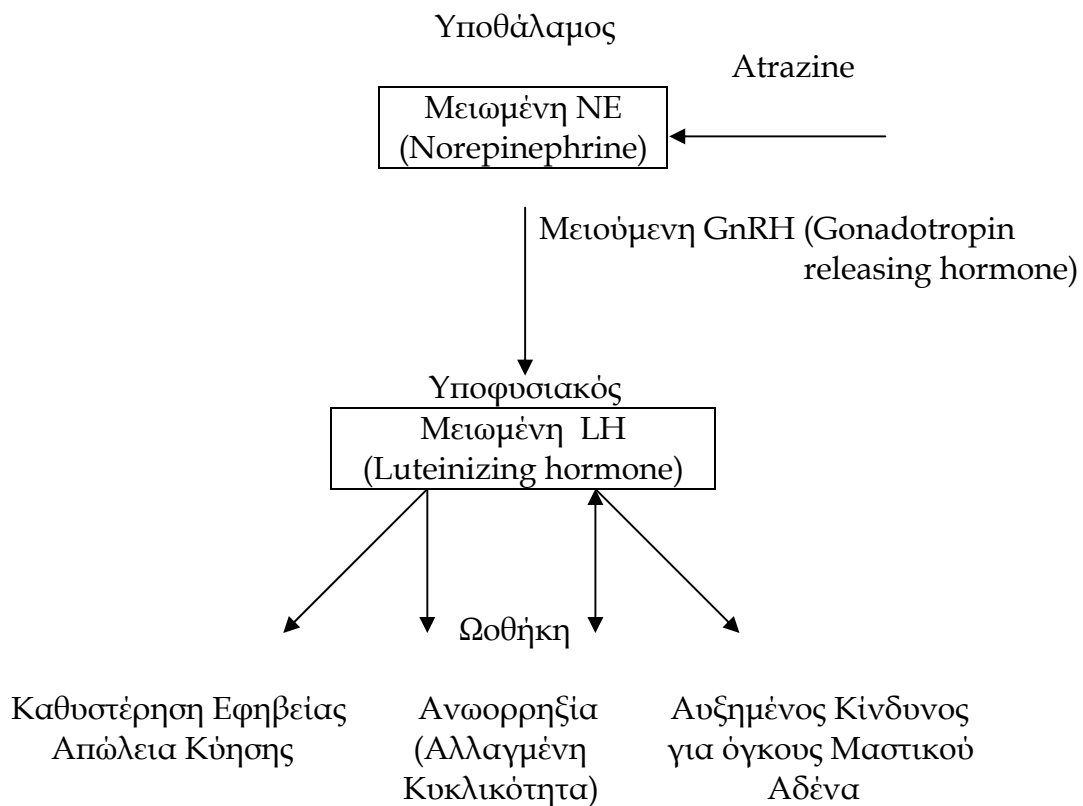 Υποθάλαμος
Atrazine
Μειωμένη ΝΕ
(Norepinephrine)
Μειούμενη GnRH (Gonadotropin
releasing hormone)
Υποφυσιακός
Μειωμένη LH
(Luteinizing hormone)
Ωοθήκη
Καθυστέρηση Εφηβείας
Απώλεια Κύησης
Ανωορρηξία
(Αλλαγμένη
Κυκλικότητα)
Αυξημένος Κίνδυνος
για όγκους Μαστικού
Αδένα